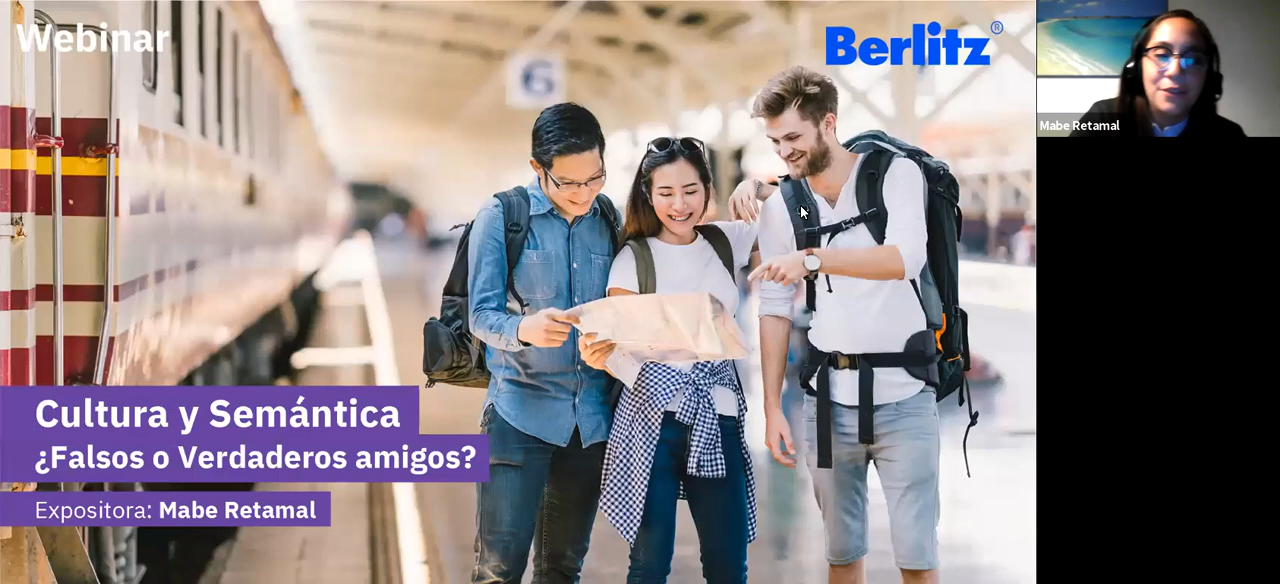 Webinar
Berlitz®
6
Mabe Retamal
Cultura y Semántica
¿Falsos o Verdaderos amigos?
Expositora: Mabe Retamal